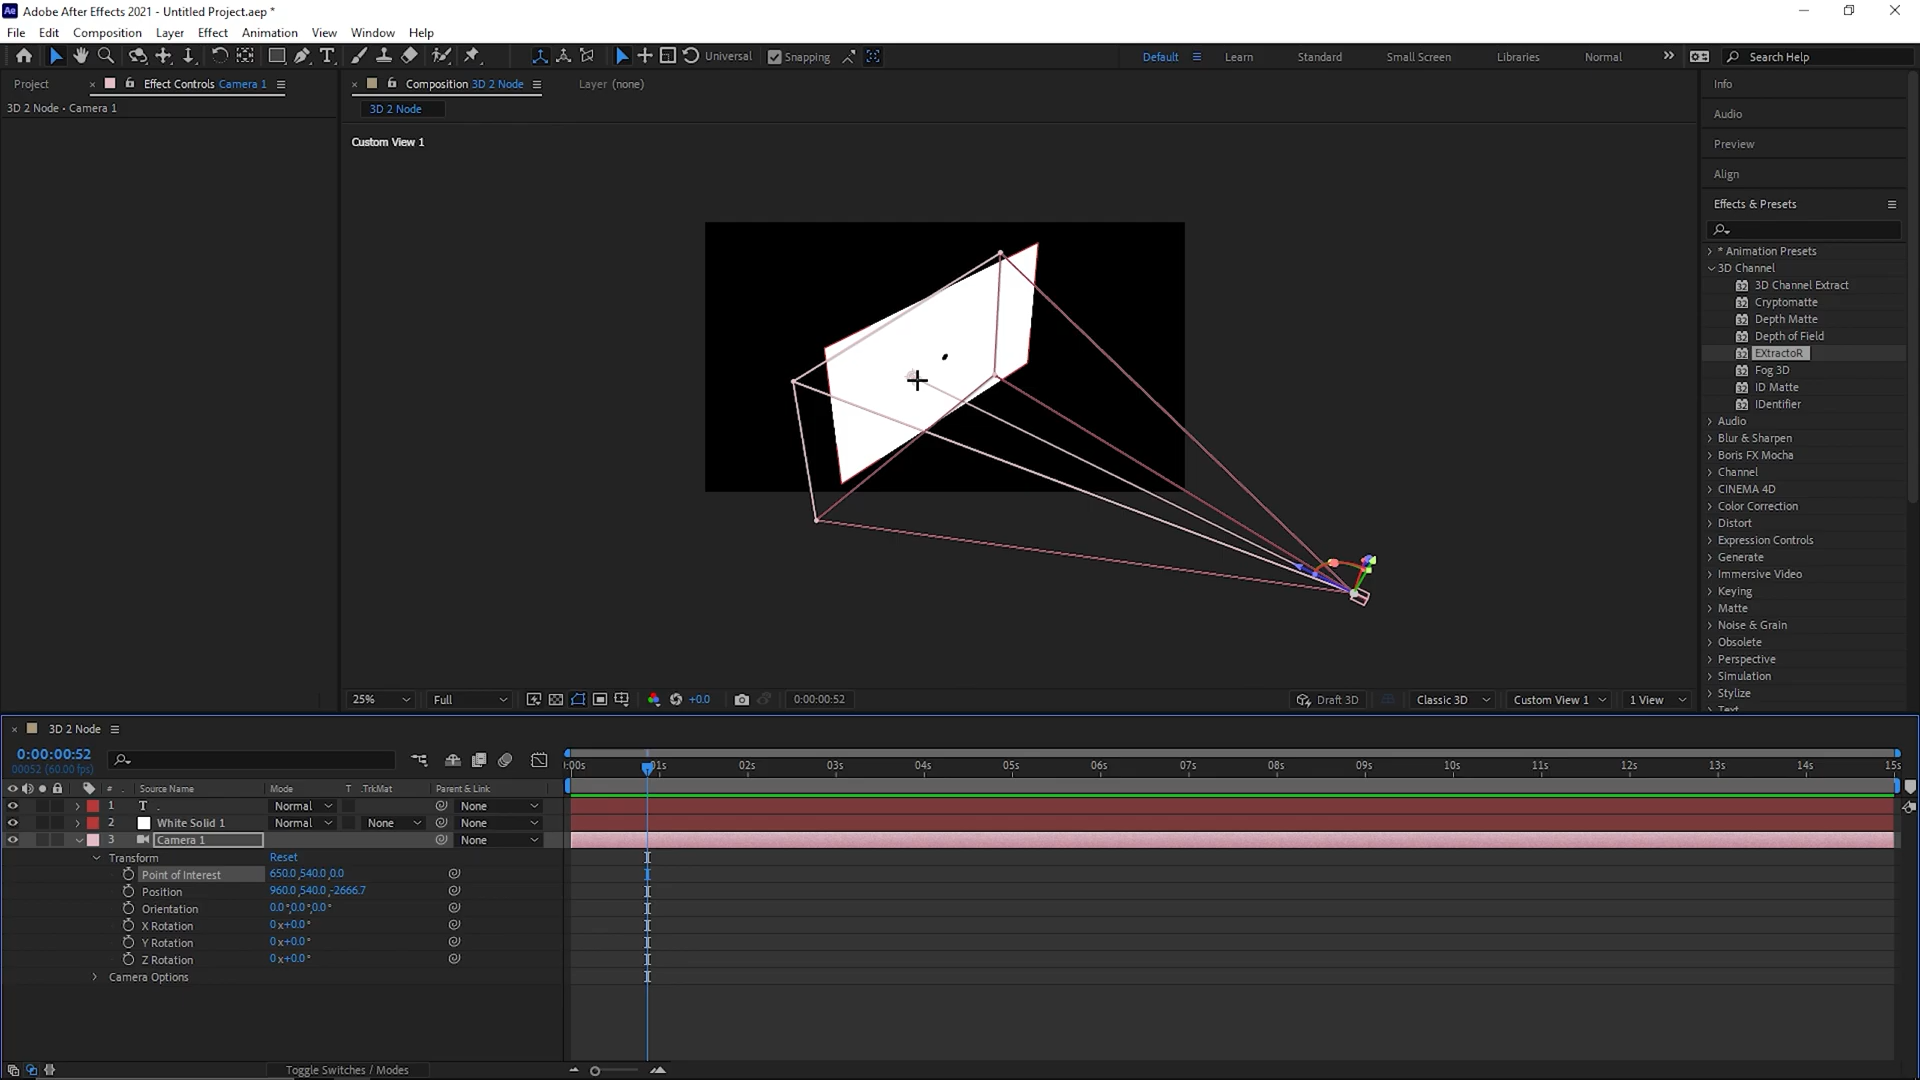 Ae Adobe After Effects 2021 - Untitled Project.aep *
File Edit Composition Layer Effect Animation View Window Help
Universal Snapping Default Learn Standard Small Screen Libraries Normal Search Help
Project Effect Controls Camera 1 Composition 3D 2 Node Layer (none)
3D 2 Node • Camera 1
3D 2 Node
Custom View 1
Info
Audio
Preview
Align
Effects & Presets
* Animation Presets
3D Channel
3D Channel Extract
Cryptomatte
Depth Matte
Depth of Field
EXtractoR
Fog 3D
ID Matte
IDentifier
Audio
Blur & Sharpen
Boris FX Mocha
Channel
CINEMA 4D
Color Correction
Distort
Expression Controls
Generate
Immersive Video
Keying
Matte
Noise & Grain
Obsolete
Perspective
Simulation
Stylize
Text
25% Full +0.0 0:00:00:52 Draft 3D Classic 3D Custom View 1 1 View
3D 2 Node
0:00:00:52
00052 (60.00 fps)
):00s 01s 02s 03s 04s 05s 06s 07s 08s 09s 10s 11s 12s 13s 14s 15s
# . Source Name Mode T .TrkMat Parent & Link
1 T . Normal None
2 White Solid 1 Normal None None
3 Camera 1 None
Transform Reset
Point of Interest 650.0,540.0,0.0
Position 960.0,540.0,-2666.7
Orientation 0.0°,0.0°,0.0°
X Rotation 0x+0.0°
Y Rotation 0x+0.0°
Z Rotation 0x+0.0°
Camera Options
Toggle Switches / Modes